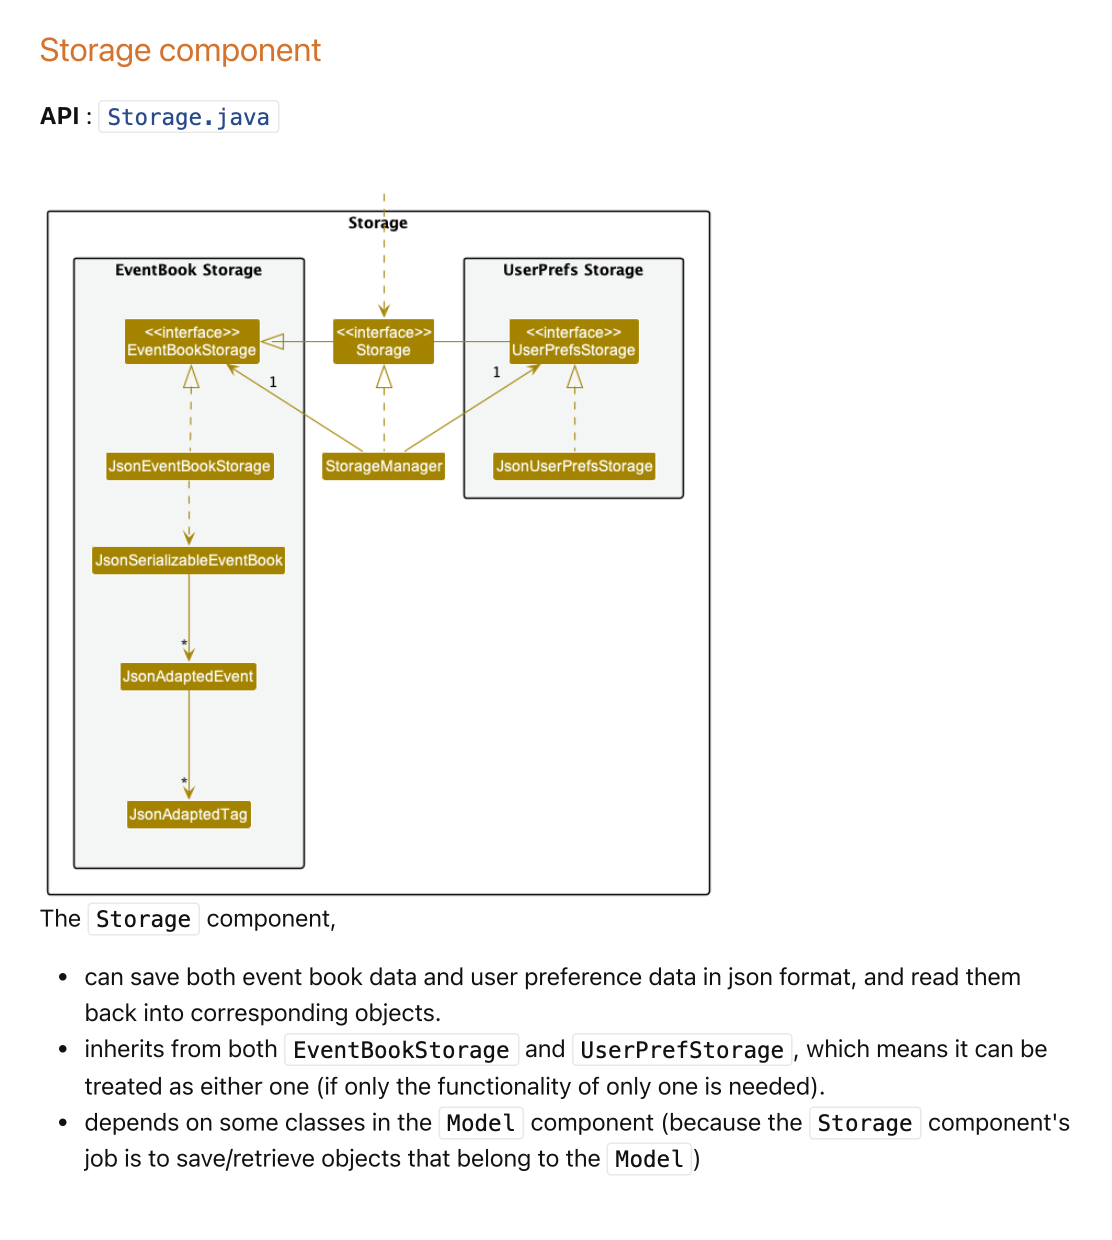 Storage component
API : Storage.java
Storage
EventBook Storage
UserPrefs Storage
<<interface>>
EventBookStorage
<<interface>>
Storage
<<interface>>
UserPrefsStorage
1
1
JsonEventBookStorage
StorageManager
JsonUserPrefsStorage
JsonSerializableEventBook
*
JsonAdaptedEvent
*
JsonAdaptedTag
The Storage component,
• can save both event book data and user preference data in json format, and read them
back into corresponding objects.
• inherits from both EventBookStorage and UserPrefStorage, which means it can be
treated as either one (if only the functionality of only one is needed).
• depends on some classes in the Model component (because the Storage component's
job is to save/retrieve objects that belong to the Model)